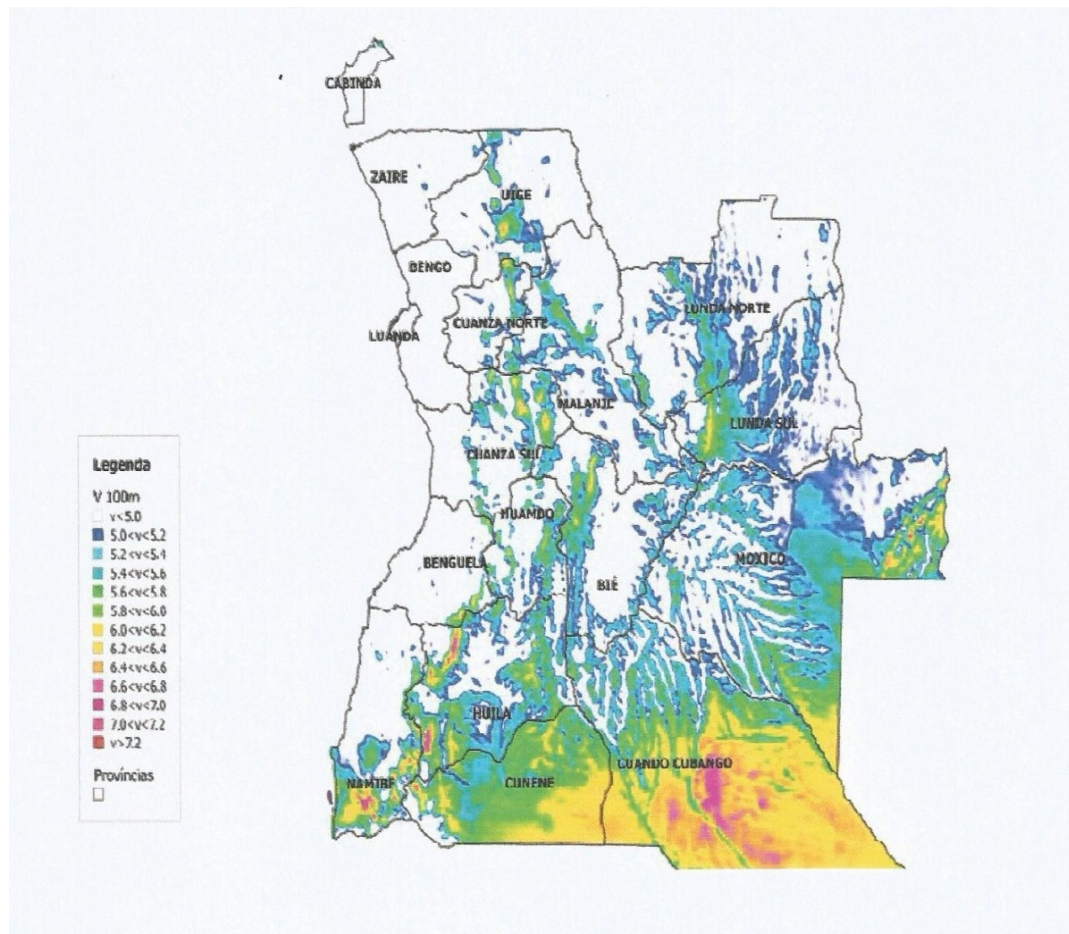 CABINDA
ZAIRE
UIGE
BENGO
LUNDA NORTE
CUANZA NORTE
LUANDA
MALANJE
LUNDA SUL
CUANZA SUL
HUAMBO
BENGUELA
MOXICO
BIÉ
HUILA
CUANDO CUBANGO
NAMIBE
CUNENE
Legenda
V 100m
v<5.0
5.0<v<5.2
5.2<v<5.4
5.4<v<5.6
5.6<v<5.8
5.8<v<6.0
6.0<v<6.2
6.2<v<6.4
6.4<v<6.6
6.6<v<6.8
6.8<v<7.0
7.0<v<7.2
v>7.2
Províncias